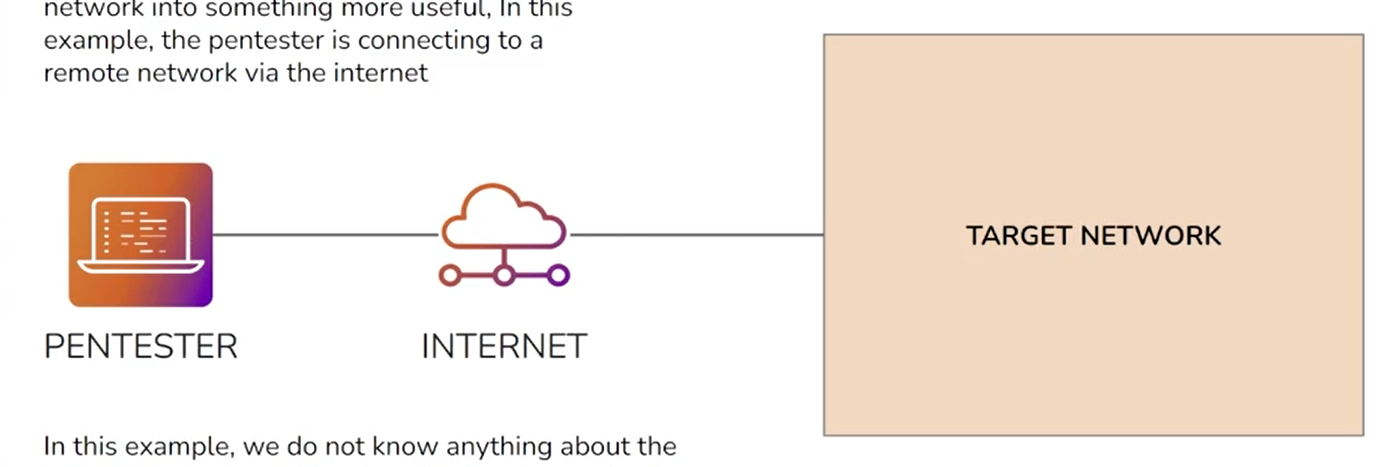 network into something more useful, In this
example, the pentester is connecting to a
remote network via the internet
TARGET NETWORK
PENTESTER
INTERNET
In this example, we do not know anything about the